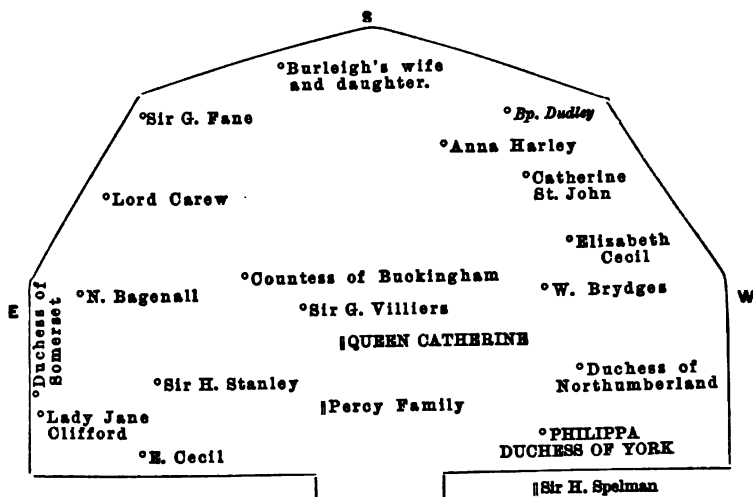 S
Burleigh's wife
and daughter.
Sir G. Fane
Bp. Dudley
Anna Harley
Catherine
St. John
Lord Carew
Elizabeth
Cecil
Countess of Buckingham
N. Bagenall
W. Brydges
Sir G. Villiers
E
W
Duchess of
Somerset
QUEEN CATHERINE
Duchess of
Northumberland
Sir H. Stanley
Percy Family
Lady Jane
Clifford
PHILIPPA
DUCHESS OF YORK
E. Cecil
Sir H. Spelman